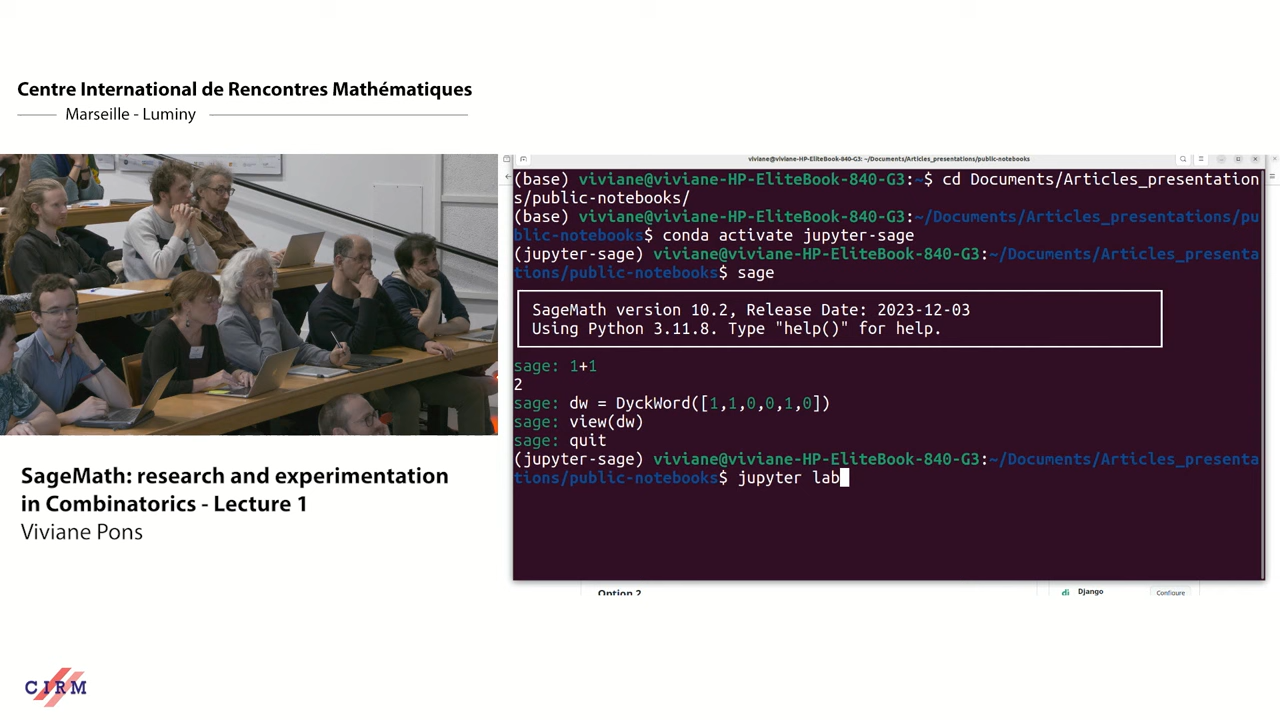 Centre International de Rencontres Mathématiques
Marseille - Luminy
viviane@viviane-HP-EliteBook-840-G3: ~/Documents/Articles_presentations/public-notebooks
(base) viviane@viviane-HP-EliteBook-840-G3:~$ cd Documents/Articles_presentation
s/public-notebooks/
(base) viviane@viviane-HP-EliteBook-840-G3:~/Documents/Articles_presentations/pu
blic-notebooks$ conda activate jupyter-sage
(jupyter-sage) viviane@viviane-HP-EliteBook-840-G3:~/Documents/Articles_presenta
tions/public-notebooks$ sage
SageMath version 10.2, Release Date: 2023-12-03
Using Python 3.11.8. Type "help()" for help.
sage: 1+1
2
sage: dw = DyckWord([1,1,0,0,1,0])
sage: view(dw)
sage: quit
(jupyter-sage) viviane@viviane-HP-EliteBook-840-G3:~/Documents/Articles_presenta
tions/public-notebooks$ jupyter lab
Option 2
dj Django
Configure
SageMath: research and experimentation
in Combinatorics - Lecture 1
Viviane Pons
CIRM